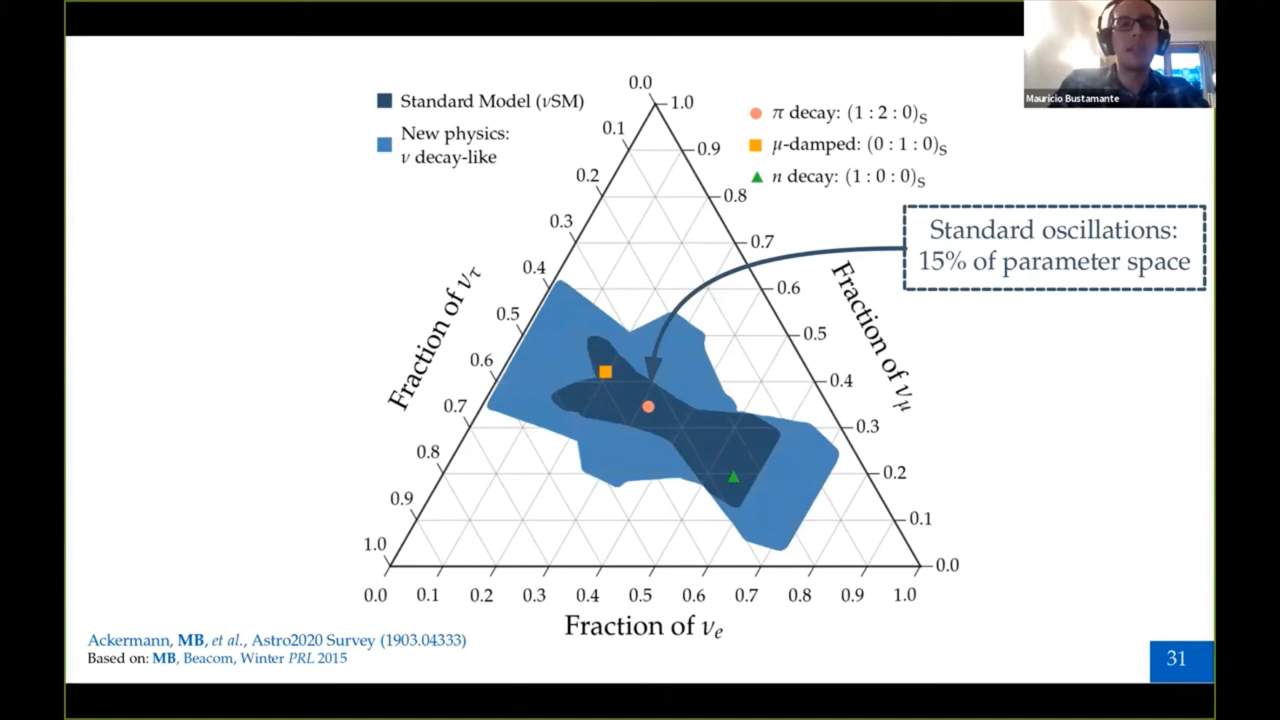 Mauricio Bustamante
Standard Model (νSM)
New physics:
ν decay-like
π decay: (1 : 2 : 0)S
μ-damped: (0 : 1 : 0)S
n decay: (1 : 0 : 0)S
Standard oscillations:
15% of parameter space
Fraction of ντ
0.0
0.1
0.2
0.3
0.4
0.5
0.6
0.7
0.8
0.9
1.0
Fraction of νμ
1.0
0.9
0.8
0.7
0.6
0.5
0.4
0.3
0.2
0.1
0.0
0.0 0.1 0.2 0.3 0.4 0.5 0.6 0.7 0.8 0.9 1.0
Fraction of νe
Ackermann, MB, et al., Astro2020 Survey (1903.04333)
Based on: MB, Beacom, Winter PRL 2015
31